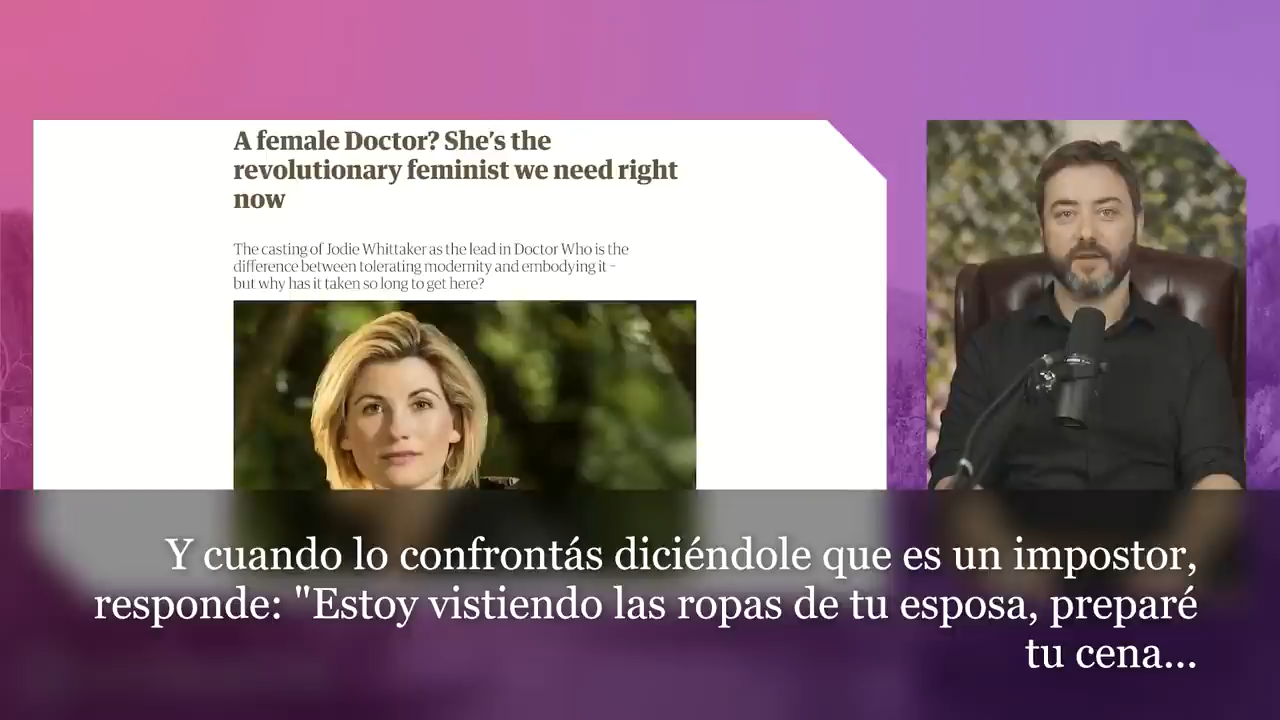 A female Doctor? She's the
revolutionary feminist we need right
now
The casting of Jodie Whittaker as the lead in Doctor Who is the
difference between tolerating modernity and embodying it –
but why has it taken so long to get here?
Y cuando lo confrontás diciéndole que es un impostor,
responde: "Estoy vistiendo las ropas de tu esposa, preparé
tu cena...